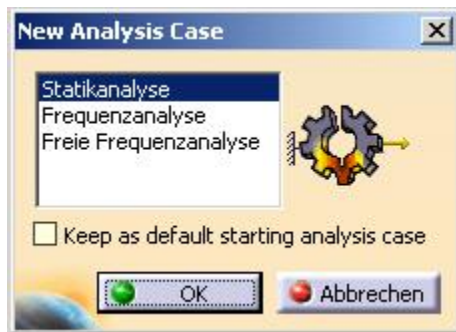 New Analysis Case
Statikanalyse
Frequenzanalyse
Freie Frequenzanalyse
Keep as default starting analysis case
OK
Abbrechen